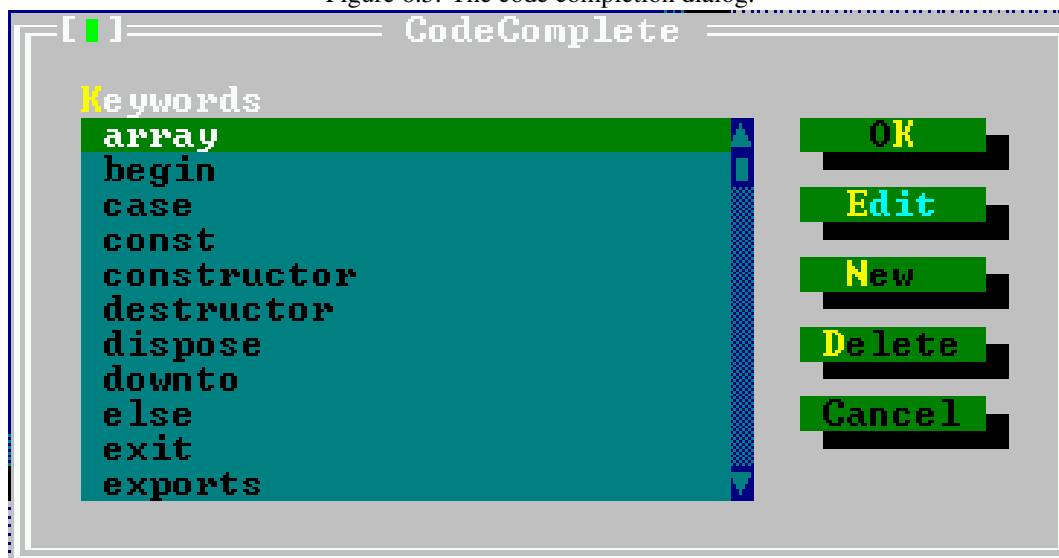 Figure 6.5: The code completion dialog.
CodeComplete
Keywords
array
begin
case
const
constructor
destructor
dispose
downto
else
exit
exports
OK
Edit
New
Delete
Cancel